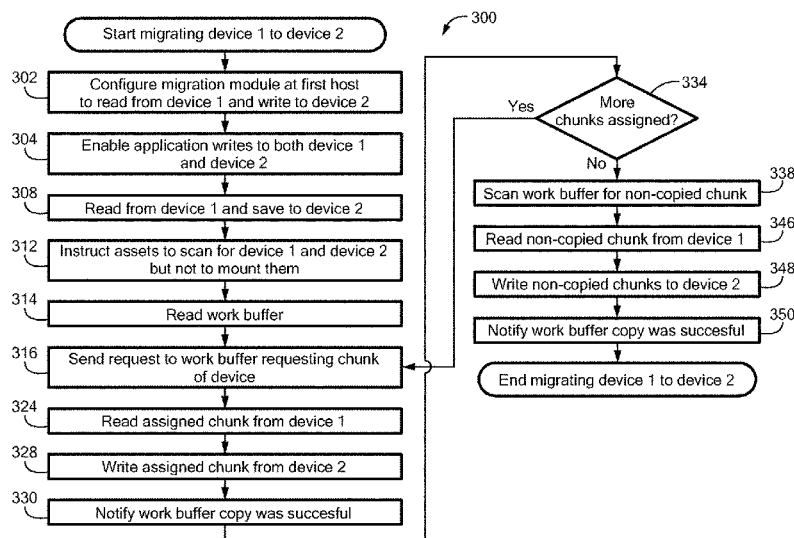 Start migrating device 1 to device 2
302
Configure migration module at first host
to read from device 1 and write to device 2
304
Enable application writes to both device 1
and device 2
308
Read from device 1 and save to device 2
312
Instruct assets to scan for device 1 and device 2
but not to mount them
314
Read work buffer
316
Send request to work buffer requesting chunk
of device
324
Read assigned chunk from device 1
328
Write assigned chunk from device 2
330
Notify work buffer copy was succesful
300
334
More
chunks assigned?
Yes
No
338
Scan work buffer for non-copied chunk
346
Read non-copied chunk from device 1
348
Write non-copied chunks to device 2
350
Notify work buffer copy was succesful
End migrating device 1 to device 2